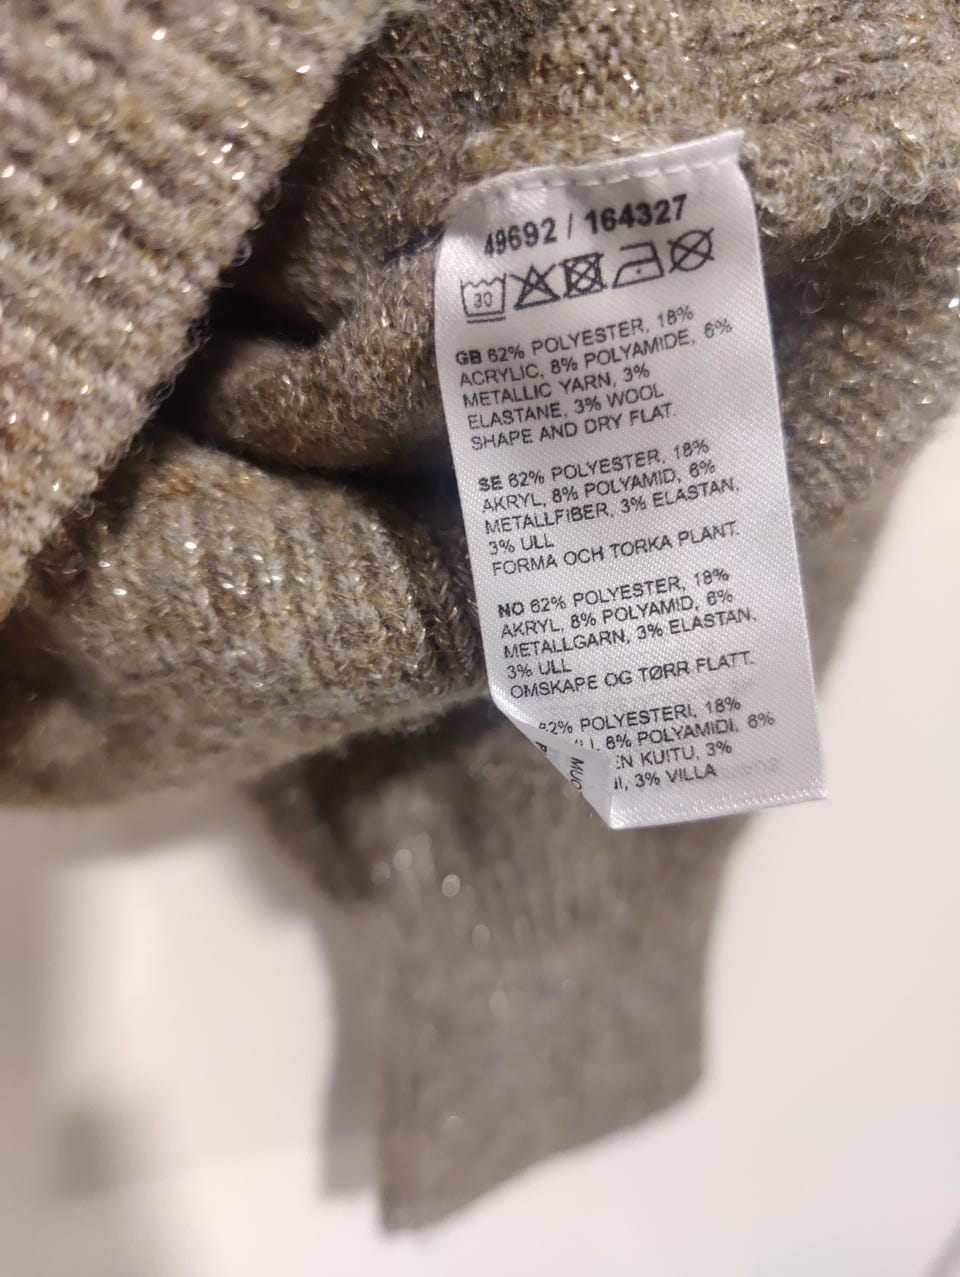 49692 / 164327
30
GB 62% POLYESTER, 18%
ACRYLIC, 8% POLYAMIDE, 6%
METALLIC YARN, 3%
ELASTANE, 3% WOOL
SHAPE AND DRY FLAT.
SE 62% POLYESTER, 18%
AKRYL, 8% POLYAMID, 6%
METALLFIBER, 3% ELASTAN,
3% ULL
FORMA OCH TORKA PLANT.
NO 62% POLYESTER, 18%
AKRYL, 8% POLYAMID, 6%
METALLGARN, 3% ELASTAN,
3% ULL
OMSKAPE OG TØRR FLATT.
POLYESTERI, 18%
8% POLYAMIDI, 6%
KUITU, 3%
3% VILLA